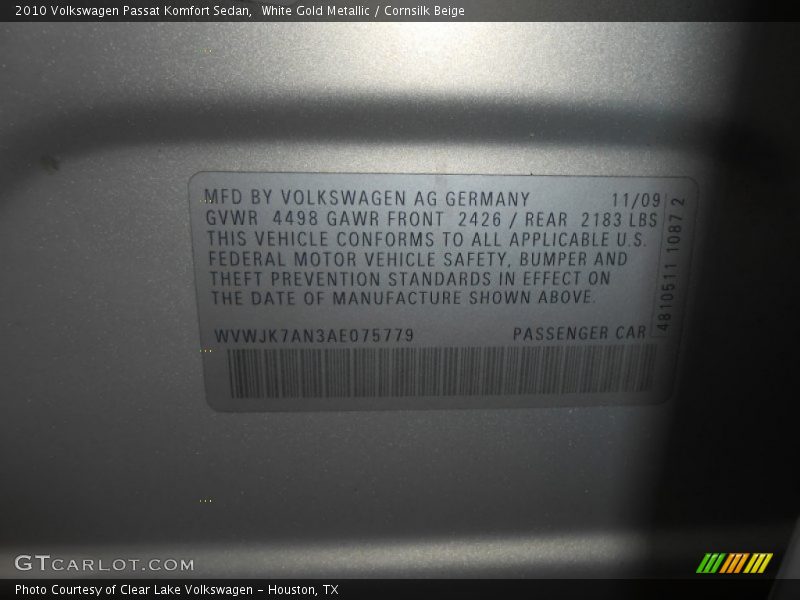 2010 Volkswagen Passat Komfort Sedan,  White Gold Metallic / Cornsilk Beige
MFD BY VOLKSWAGEN AG GERMANY 11/09
GVWR 4498 GAWR FRONT 2426 / REAR 2183 LBS
THIS VEHICLE CONFORMS TO ALL APPLICABLE U.S.
FEDERAL MOTOR VEHICLE SAFETY, BUMPER AND
THEFT PREVENTION STANDARDS IN EFFECT ON
THE DATE OF MANUFACTURE SHOWN ABOVE.
WVWJK7AN3AE075779 PASSENGER CAR
4810511 1087 2
GTCARLOT.COM
Photo Courtesy of Clear Lake Volkswagen - Houston, TX